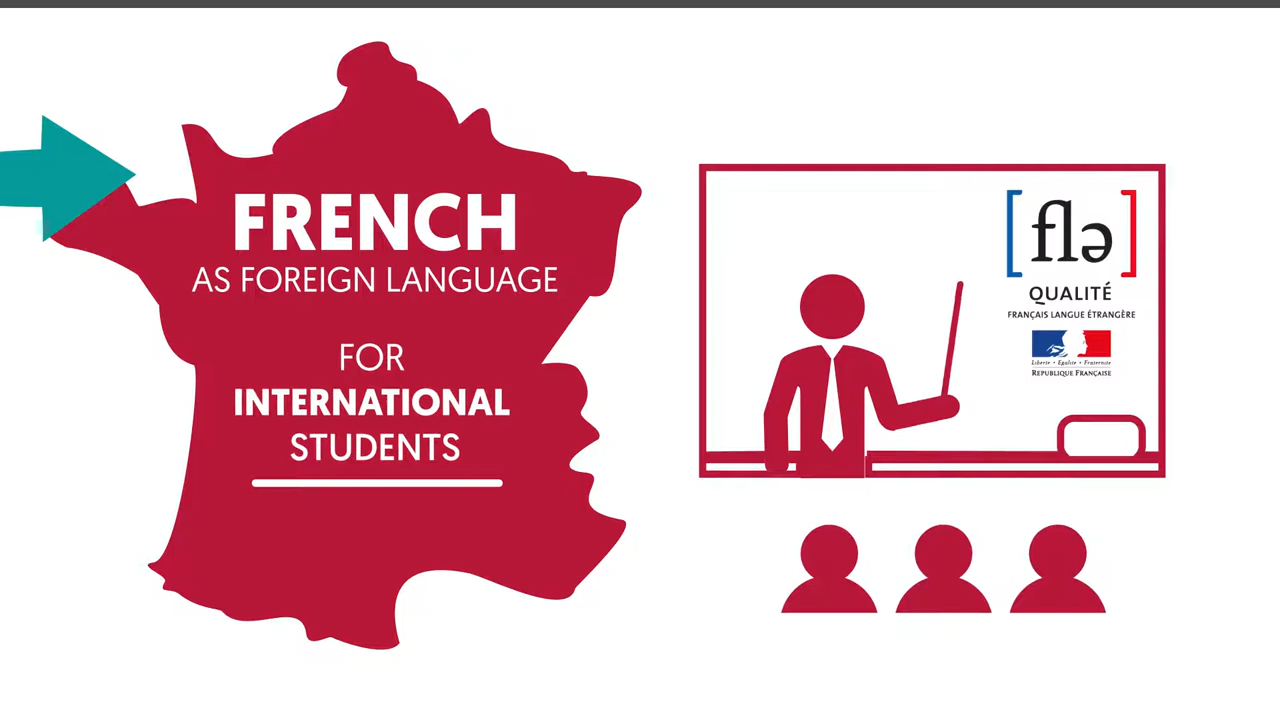 FRENCH
AS FOREIGN LANGUAGE
FOR
INTERNATIONAL
STUDENTS
[flə]
QUALITÉ
FRANÇAIS LANGUE ÉTRANGÈRE
Liberté • Égalité • Fraternité
RÉPUBLIQUE FRANÇAISE